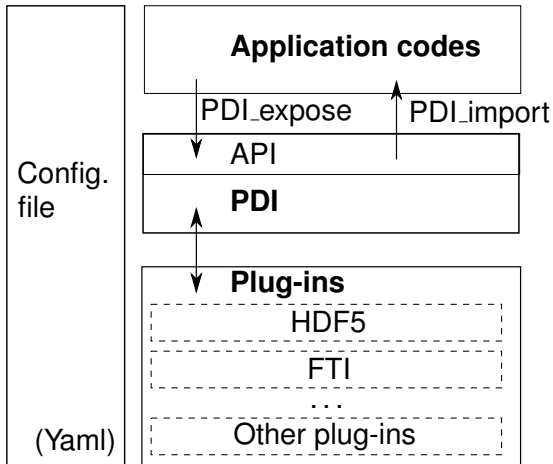 Application codes
PDI_expose
PDI_import
API
PDI
Config.
file
(Yaml)
Plug-ins
HDF5
FTI
...
Other plug-ins